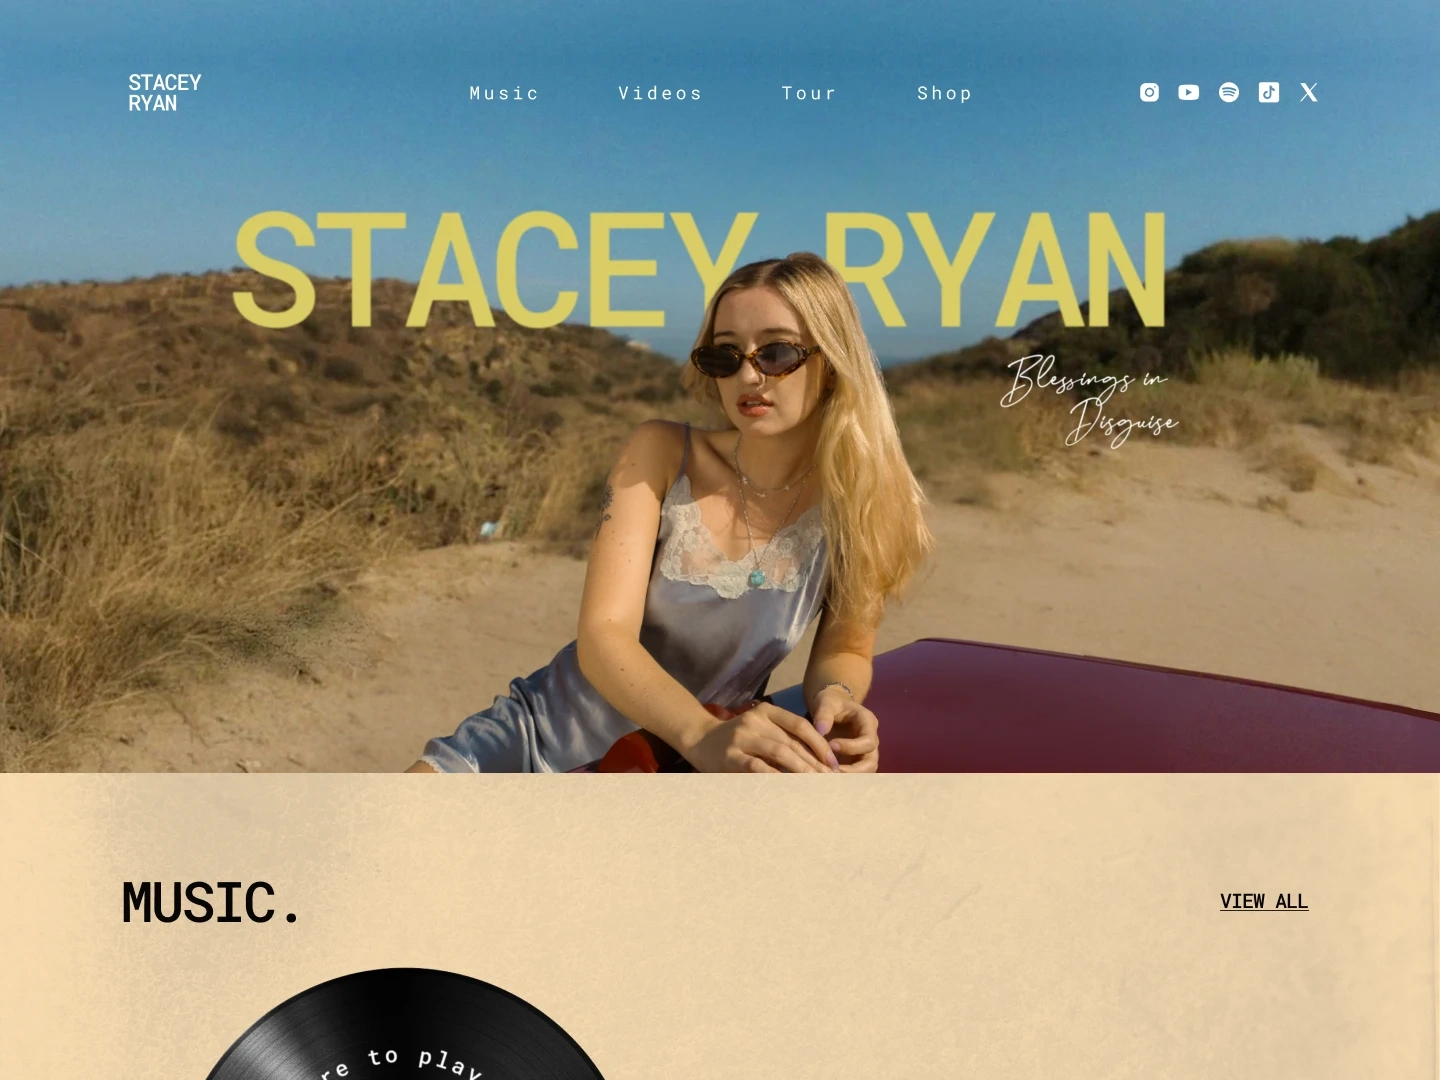 STACEY
RYAN
Music Videos Tour Shop
STACEY RYAN
Blessings in
Disguise
MUSIC.
VIEW ALL
to play